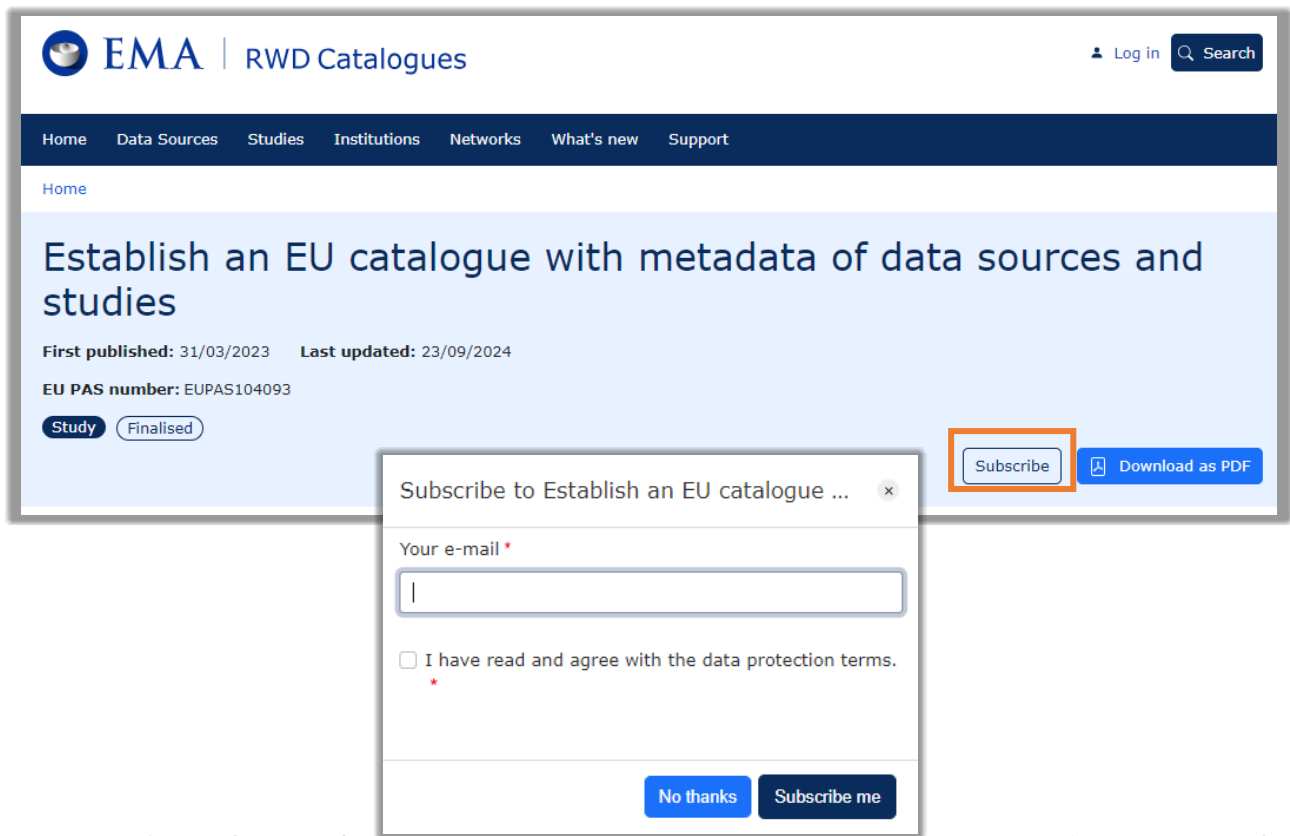 EMA | RWD Catalogues
Log in
Search
Home Data Sources Studies Institutions Networks What's new Support
Home
Establish an EU catalogue with metadata of data sources and
studies
First published: 31/03/2023 Last updated: 23/09/2024
EU PAS number: EUPAS104093
Study Finalised
Subscribe Download as PDF
Subscribe to Establish an EU catalogue ... ×
Your e-mail *
I have read and agree with the data protection terms.
*
No thanks Subscribe me